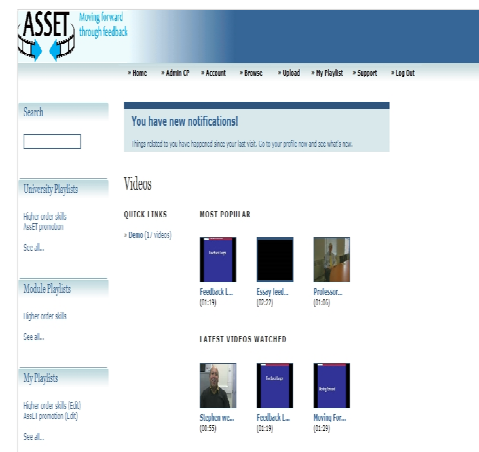 ASSET
Moving forward
through feedback
» Home » Admin CP » Account » Browse » Upload » My Playlist » Support » Log Out
Search
You have new notifications!
Things related to you have happened since your last visit. Go to your profile now and see what's new.
University Playlists
Higher order skills
AssET promotion
See all...
Videos
QUICK LINKS
» Demo (17 videos)
MOST POPULAR
Feedback L...
(01:19)
Essay feed...
(02:27)
Professor...
(01:06)
Module Playlists
Higher order skills
See all...
LATEST VIDEOS WATCHED
Stephen we...
(00:55)
Feedback L...
(01:19)
Moving For...
(01:29)
My Playlists
Higher order skills (Edit)
AssET promotion (Edit)
See all...